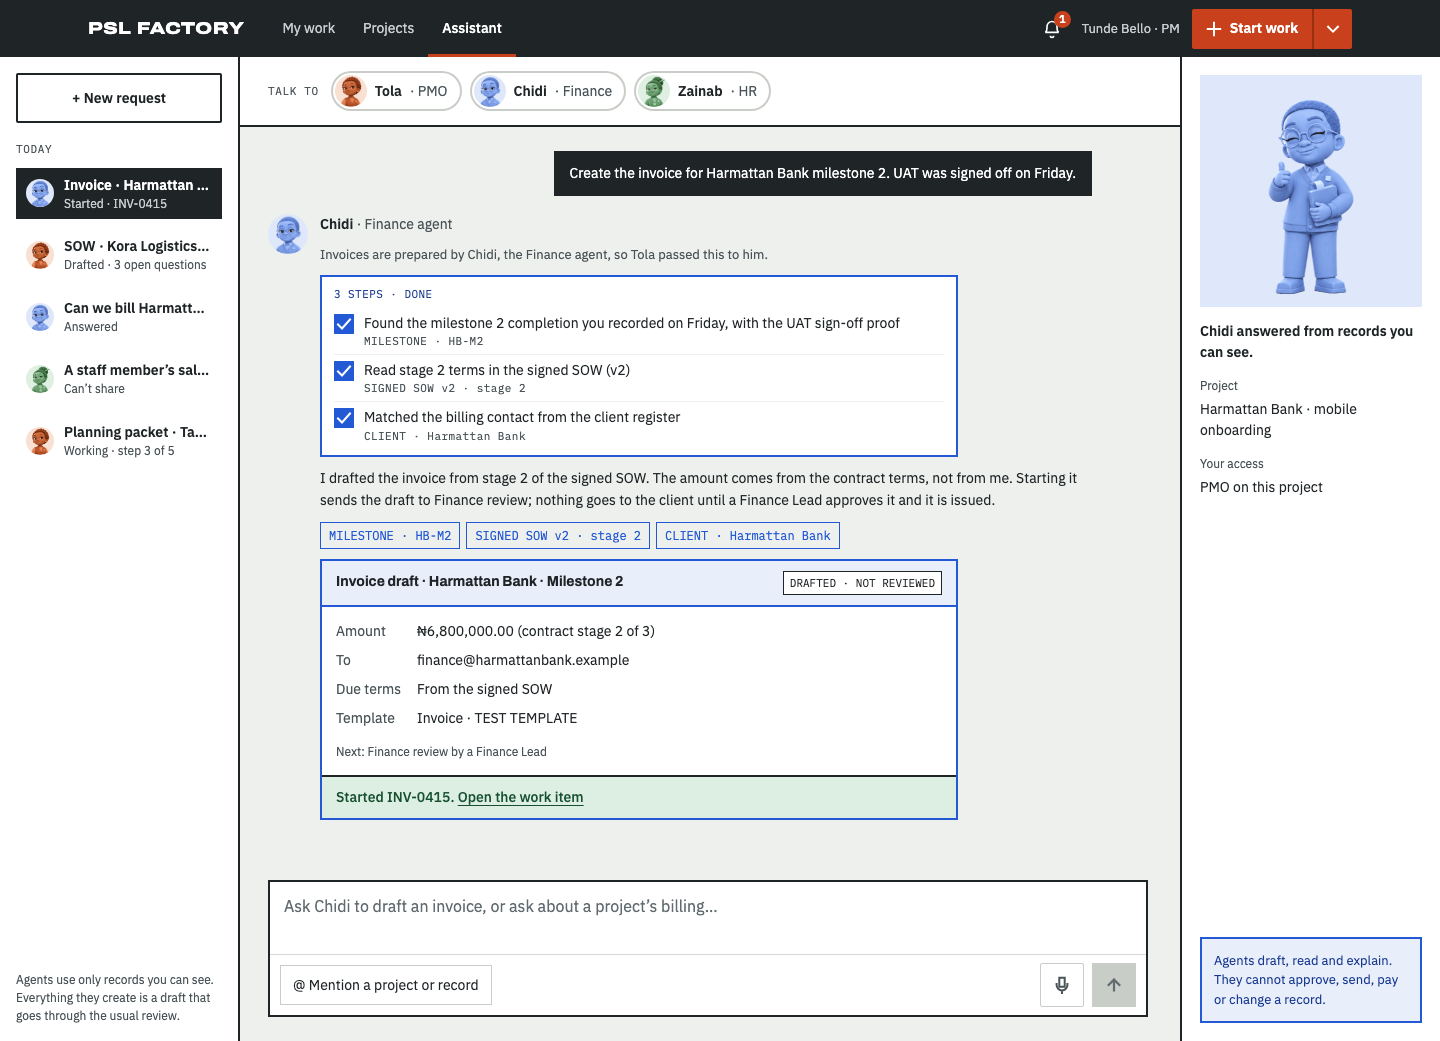 PSL FACTORY
My work
Projects
Assistant
1
Tunde Bello · PM
Start work
+ New request
TODAY
Invoice · Harmattan ...
Started · INV-0415
SOW · Kora Logistics...
Drafted · 3 open questions
Can we bill Harmatt...
Answered
A staff member’s sal...
Can’t share
Planning packet · Ta...
Working · step 3 of 5
Agents use only records you can see.
Everything they create is a draft that
goes through the usual review.
TALK TO
Tola · PMO
Chidi · Finance
Zainab · HR
Create the invoice for Harmattan Bank milestone 2. UAT was signed off on Friday.
Chidi · Finance agent
Invoices are prepared by Chidi, the Finance agent, so Tola passed this to him.
3 STEPS · DONE
Found the milestone 2 completion you recorded on Friday, with the UAT sign-off proof
MILESTONE · HB-M2
Read stage 2 terms in the signed SOW (v2)
SIGNED SOW v2 · stage 2
Matched the billing contact from the client register
CLIENT · Harmattan Bank
I drafted the invoice from stage 2 of the signed SOW. The amount comes from the contract terms, not from me. Starting it
sends the draft to Finance review; nothing goes to the client until a Finance Lead approves it and it is issued.
MILESTONE · HB-M2
SIGNED SOW v2 · stage 2
CLIENT · Harmattan Bank
Invoice draft · Harmattan Bank · Milestone 2
DRAFTED · NOT REVIEWED
Amount ₦6,800,000.00 (contract stage 2 of 3)
To finance@harmattanbank.example
Due terms From the signed SOW
Template Invoice · TEST TEMPLATE
Next: Finance review by a Finance Lead
Started INV-0415. Open the work item
Ask Chidi to draft an invoice, or ask about a project’s billing...
@ Mention a project or record
Chidi answered from records you
can see.
Project
Harmattan Bank · mobile
onboarding
Your access
PMO on this project
Agents draft, read and explain.
They cannot approve, send, pay
or change a record.